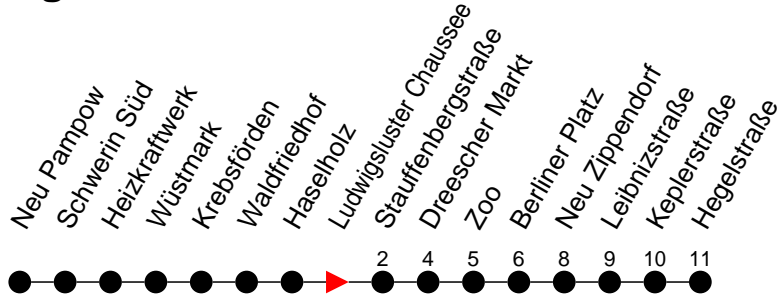 Neu Pampow
Schwerin Süd
Heizkraftwerk
Wüstmark
Krebsförden
Waldfriedhof
Haselholz
Ludwigsluster Chaussee
Stauffenbergstraße
Dreescher Markt
Zoo
Berliner Platz
Neu Zippendorf
Leibnizstraße
Keplerstraße
Hegelstraße
2 4 5 6 8 9 10 11